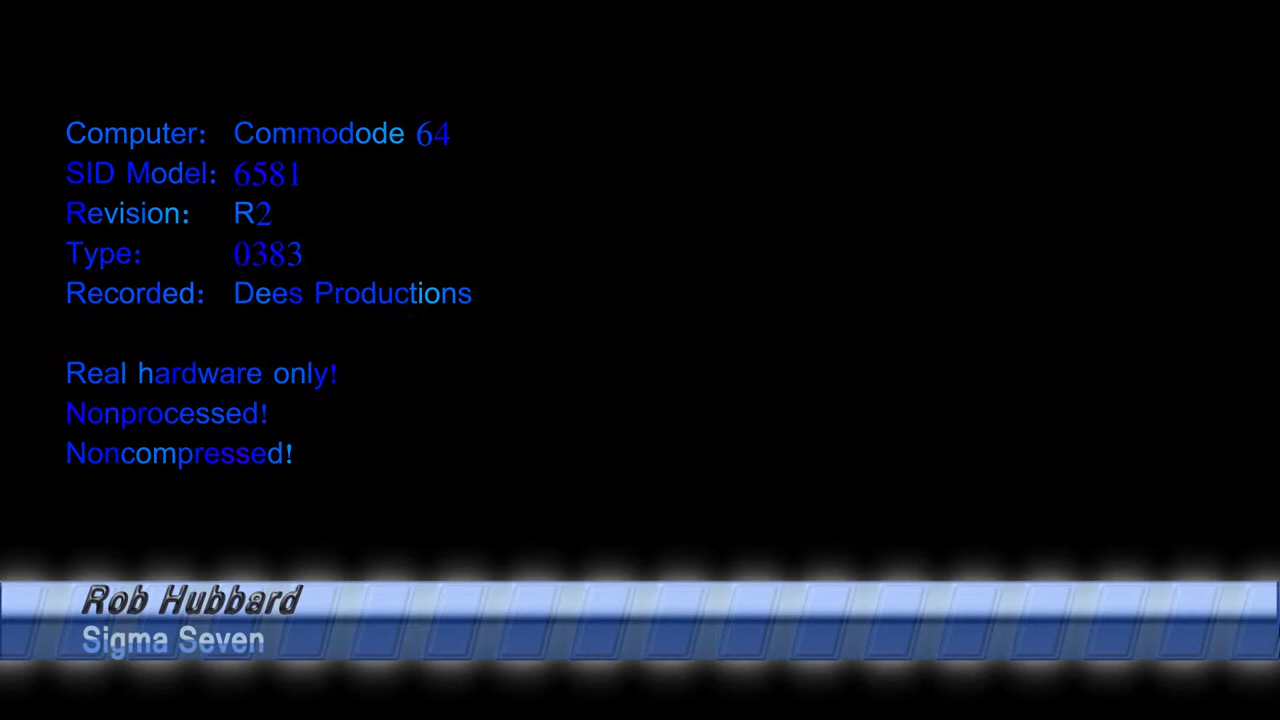 Computer: Commodode 64
SID Model: 6581
Revision: R2
Type: 0383
Recorded: Dees Productions
Real hardware only!
Nonprocessed!
Noncompressed!
Rob Hubbard
Sigma Seven